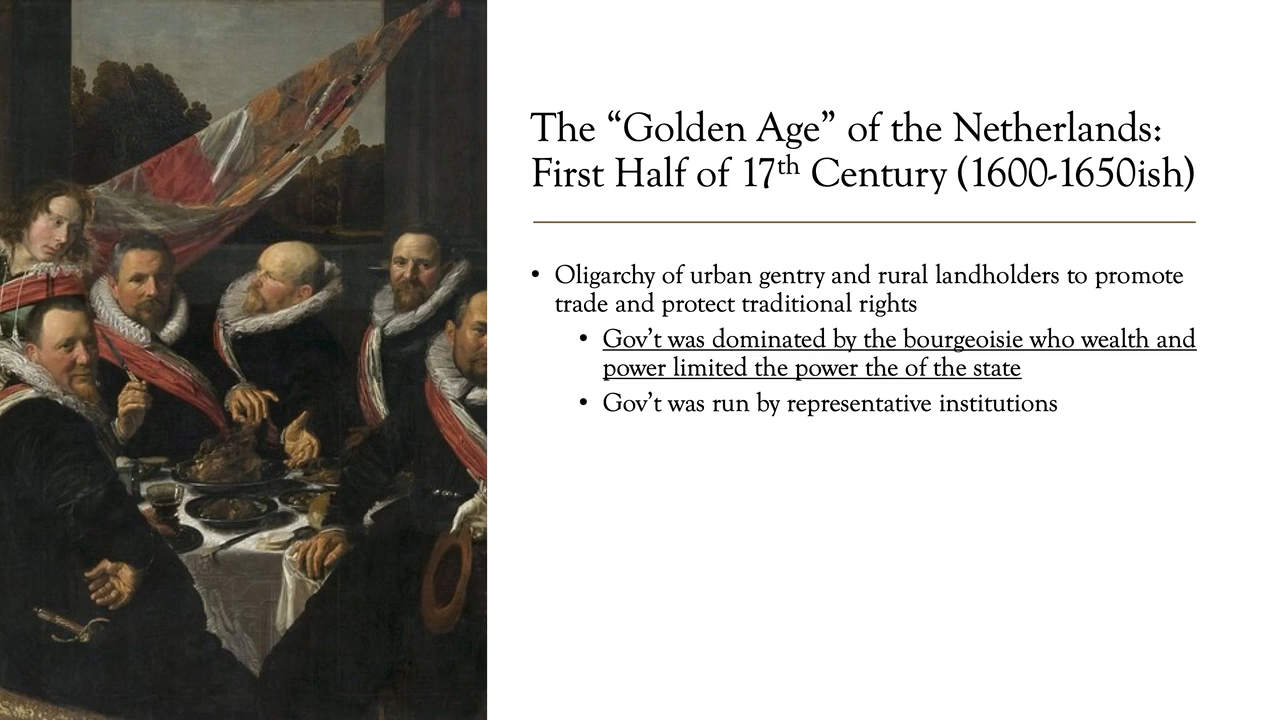 The “Golden Age” of the Netherlands:
First Half of 17th Century (1600-1650ish)
• Oligarchy of urban gentry and rural landholders to promote
trade and protect traditional rights
• Gov’t was dominated by the bourgeoisie who wealth and
power limited the power the of the state
• Gov’t was run by representative institutions